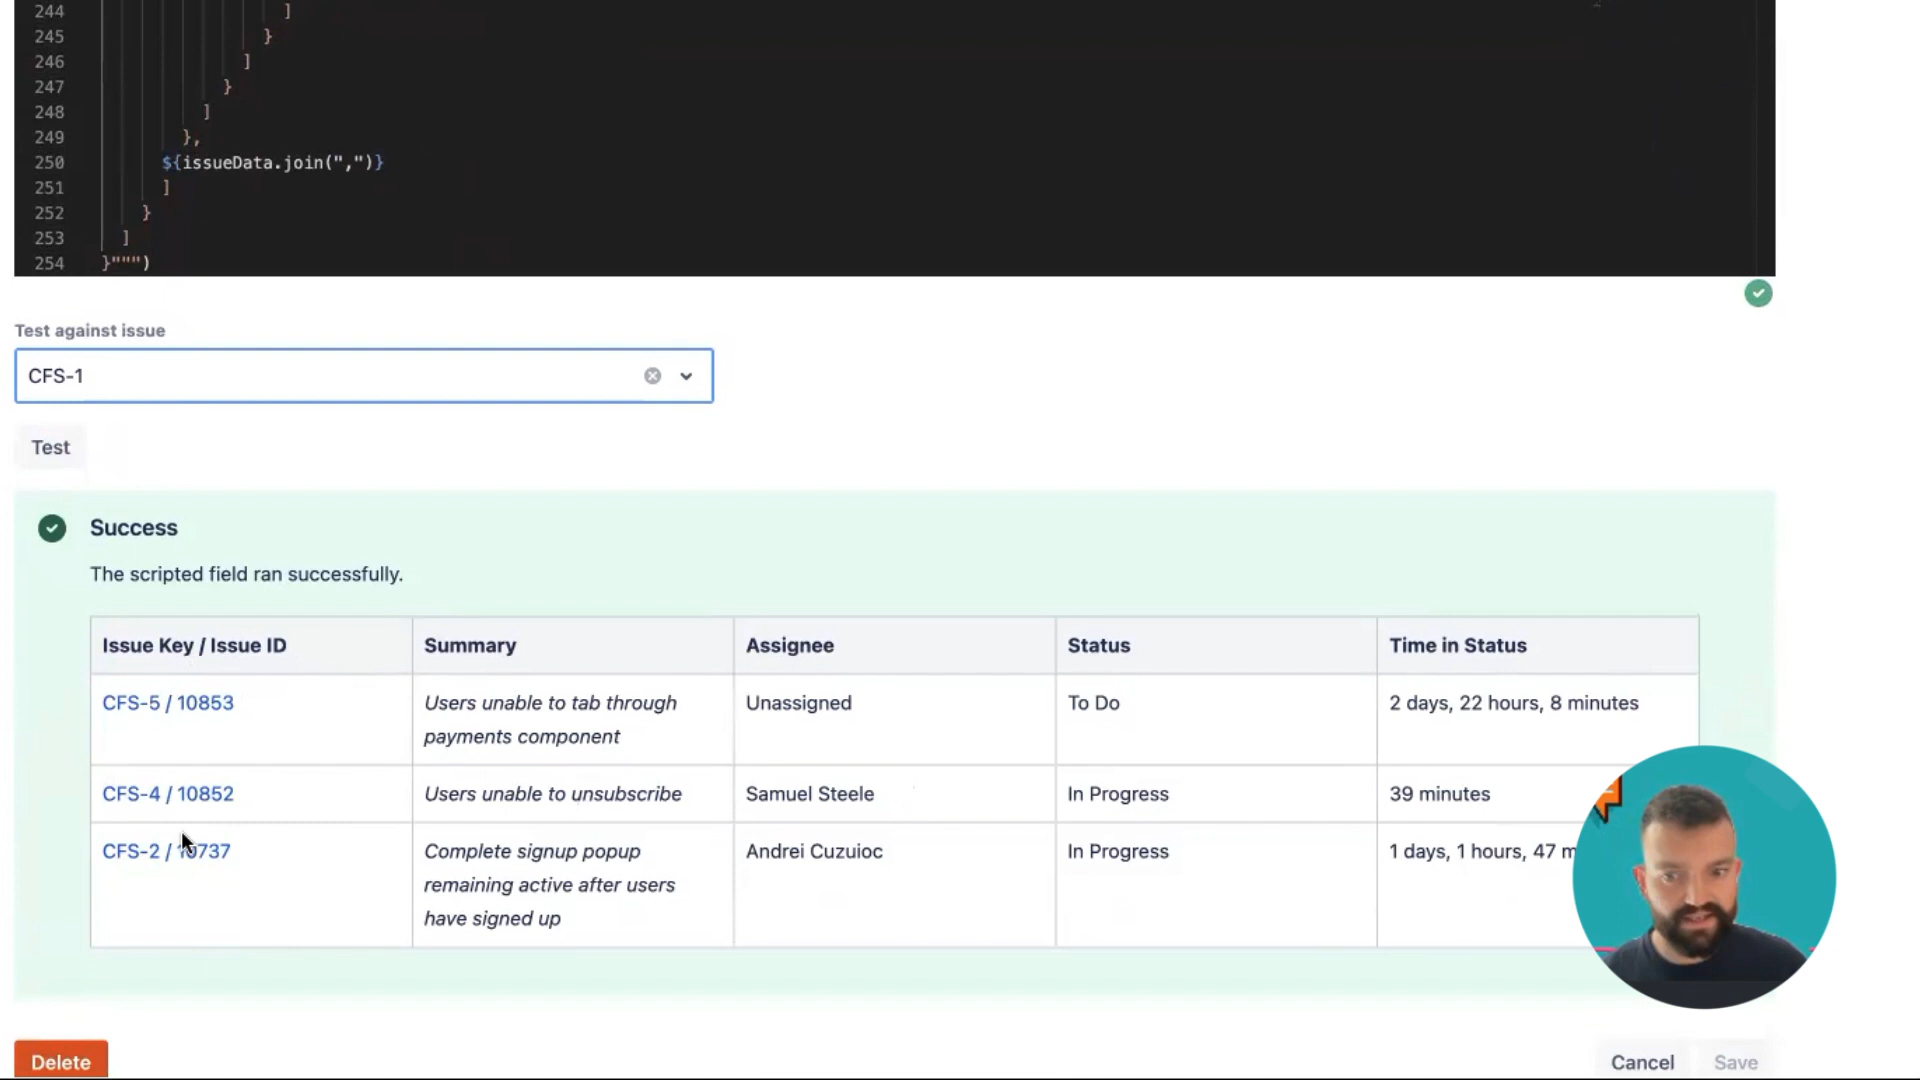 244 ]
245 }
246 ]
247 }
248 ]
249 },
250 ${issueData.join(",")}
251 ]
252 }
253 ]
254 }""")
Test against issue
CFS-1
Test
Success
The scripted field ran successfully.
Issue Key / Issue ID Summary Assignee Status Time in Status
CFS-5 / 10853 Users unable to tab through Unassigned To Do 2 days, 22 hours, 8 minutes
payments component
CFS-4 / 10852 Users unable to unsubscribe Samuel Steele In Progress 39 minutes
CFS-2 / 10737 Complete signup popup Andrei Cuzuioc In Progress 1 days, 1 hours, 47 m
remaining active after users
have signed up
Delete Cancel Save